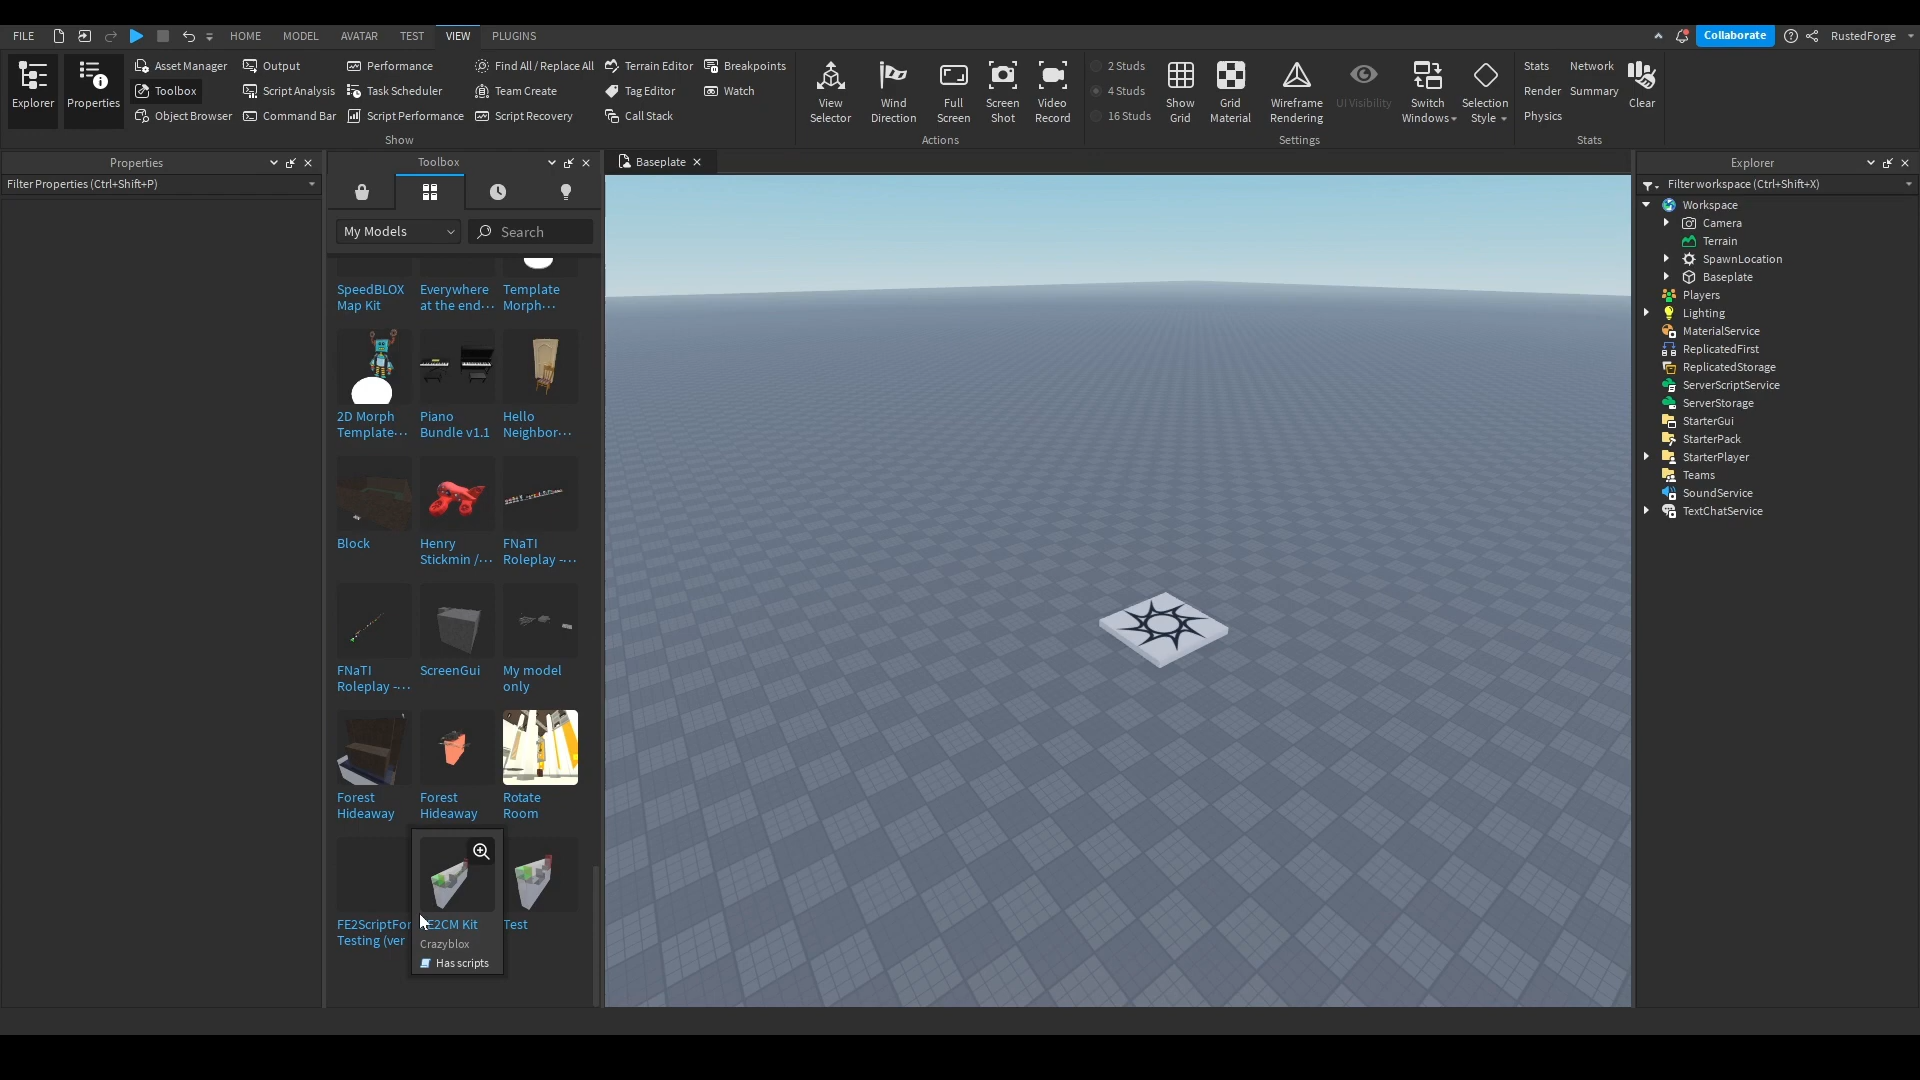 FILE HOME MODEL AVATAR TEST VIEW PLUGINS Collaborate RustedForge
Explorer
Properties
Asset Manager
Toolbox
Object Browser
Output
Script Analysis
Command Bar
Performance
Task Scheduler
Script Performance
Find All / Replace All
Team Create
Script Recovery
Terrain Editor
Tag Editor
Call Stack
Breakpoints
Watch
Show
View
Selector
Wind
Direction
Full
Screen
Screen
Shot
Video
Record
Actions
2 Studs
4 Studs
16 Studs
Show
Grid
Grid
Material
Wireframe
Rendering
UI Visibility
Switch
Windows
Selection
Style
Settings
Stats
Network
Render
Summary
Physics
Clear
Stats
Properties
Filter Properties (Ctrl+Shift+P)
Toolbox
My Models
Search
SpeedBLOX
Map Kit
Everywhere
at the end...
Template
Morph...
2D Morph
Template...
Piano
Bundle v1.1
Hello
Neighbor...
Block
Henry
Stickmin /...
FNaTI
Roleplay -...
FNaTI
Roleplay -...
ScreenGui
My model
only
Forest
Hideaway
Forest
Hideaway
Rotate
Room
FE2ScriptFor
Testing (ver
E2CM Kit
Crazyblox
Has scripts
Test
Baseplate
Explorer
Filter workspace (Ctrl+Shift+X)
Workspace
Camera
Terrain
SpawnLocation
Baseplate
Players
Lighting
MaterialService
ReplicatedFirst
ReplicatedStorage
ServerScriptService
ServerStorage
StarterGui
StarterPack
StarterPlayer
Teams
SoundService
TextChatService